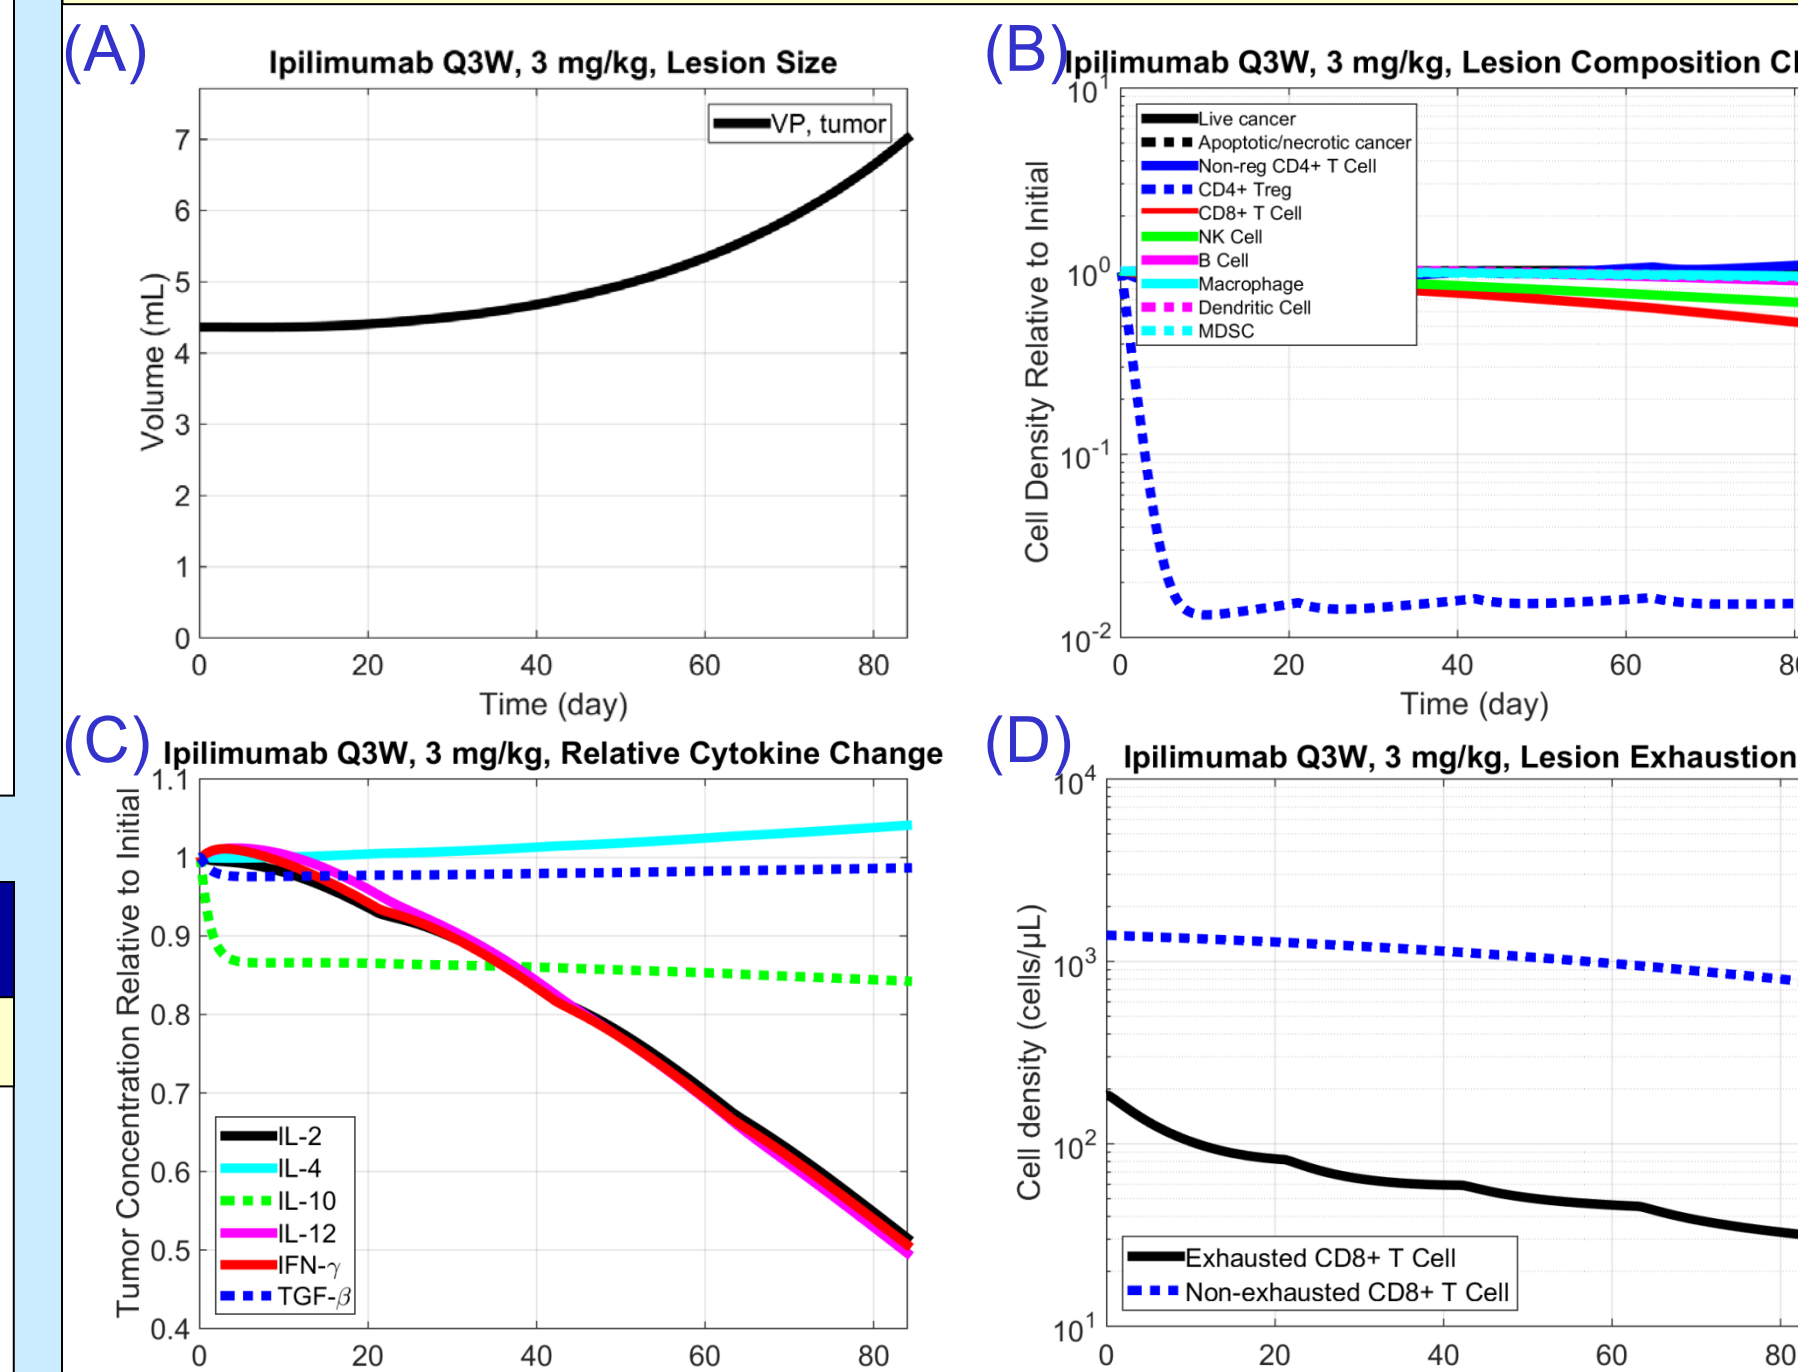 (A)
Ipilimumab Q3W, 3 mg/kg, Lesion Size
VP, tumor
Volume (mL)
7
6
5
4
3
2
1
0
0 20 40 60 80
Time (day)
(B)
Ipilimumab Q3W, 3 mg/kg, Lesion Composition
Live cancer
Apoptotic/necrotic cancer
Non-reg CD4+ T Cell
CD4+ Treg
CD8+ T Cell
NK Cell
B Cell
Macrophage
Dendritic Cell
MDSC
Cell Density Relative to Initial
10^1
10^0
10^-1
10^-2
0 20 40 60 80
Time (day)
(C)
Ipilimumab Q3W, 3 mg/kg, Relative Cytokine Change
Tumor Concentration Relative to Initial
1.1
1
0.9
0.8
0.7
0.6
0.5
0.4
IL-2
IL-4
IL-10
IL-12
IFN-γ
TGF-β
0 20 40 60 80
(D)
Ipilimumab Q3W, 3 mg/kg, Lesion Exhaustion
Cell density (cells/µL)
10^4
10^3
10^2
10^1
Exhausted CD8+ T Cell
Non-exhausted CD8+ T Cell
0 20 40 60 80